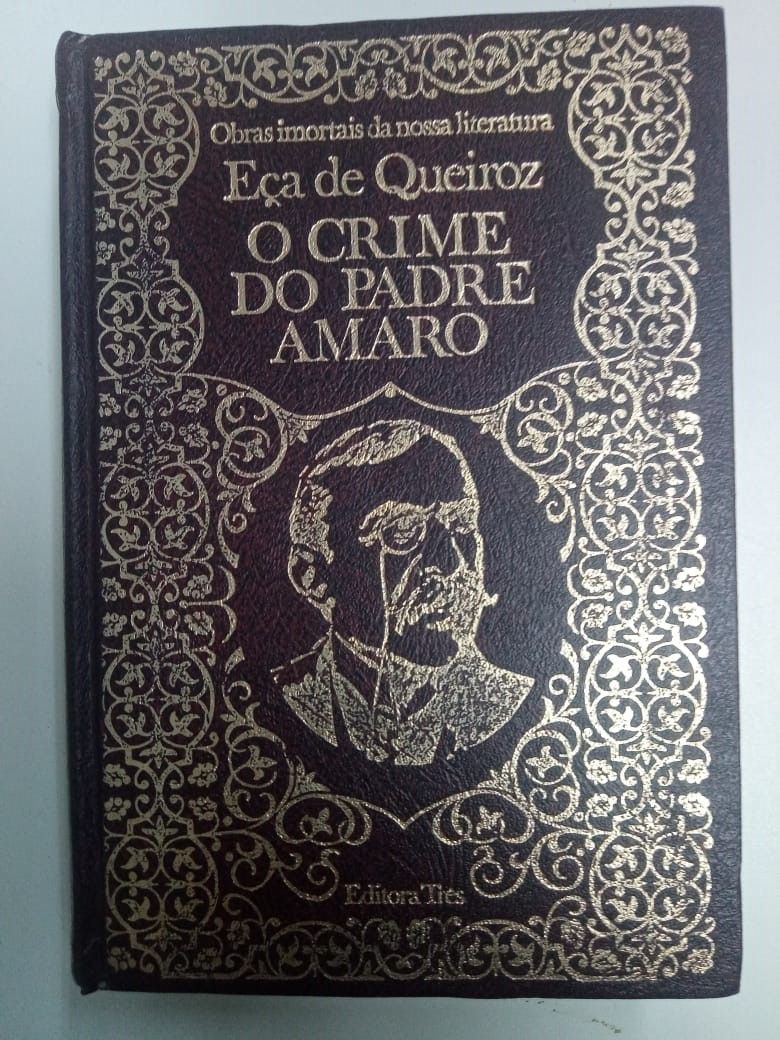 Obras imortais da nossa literatura
Eça de Queiroz
O CRIME
DO PADRE
AMARO
Editora Três